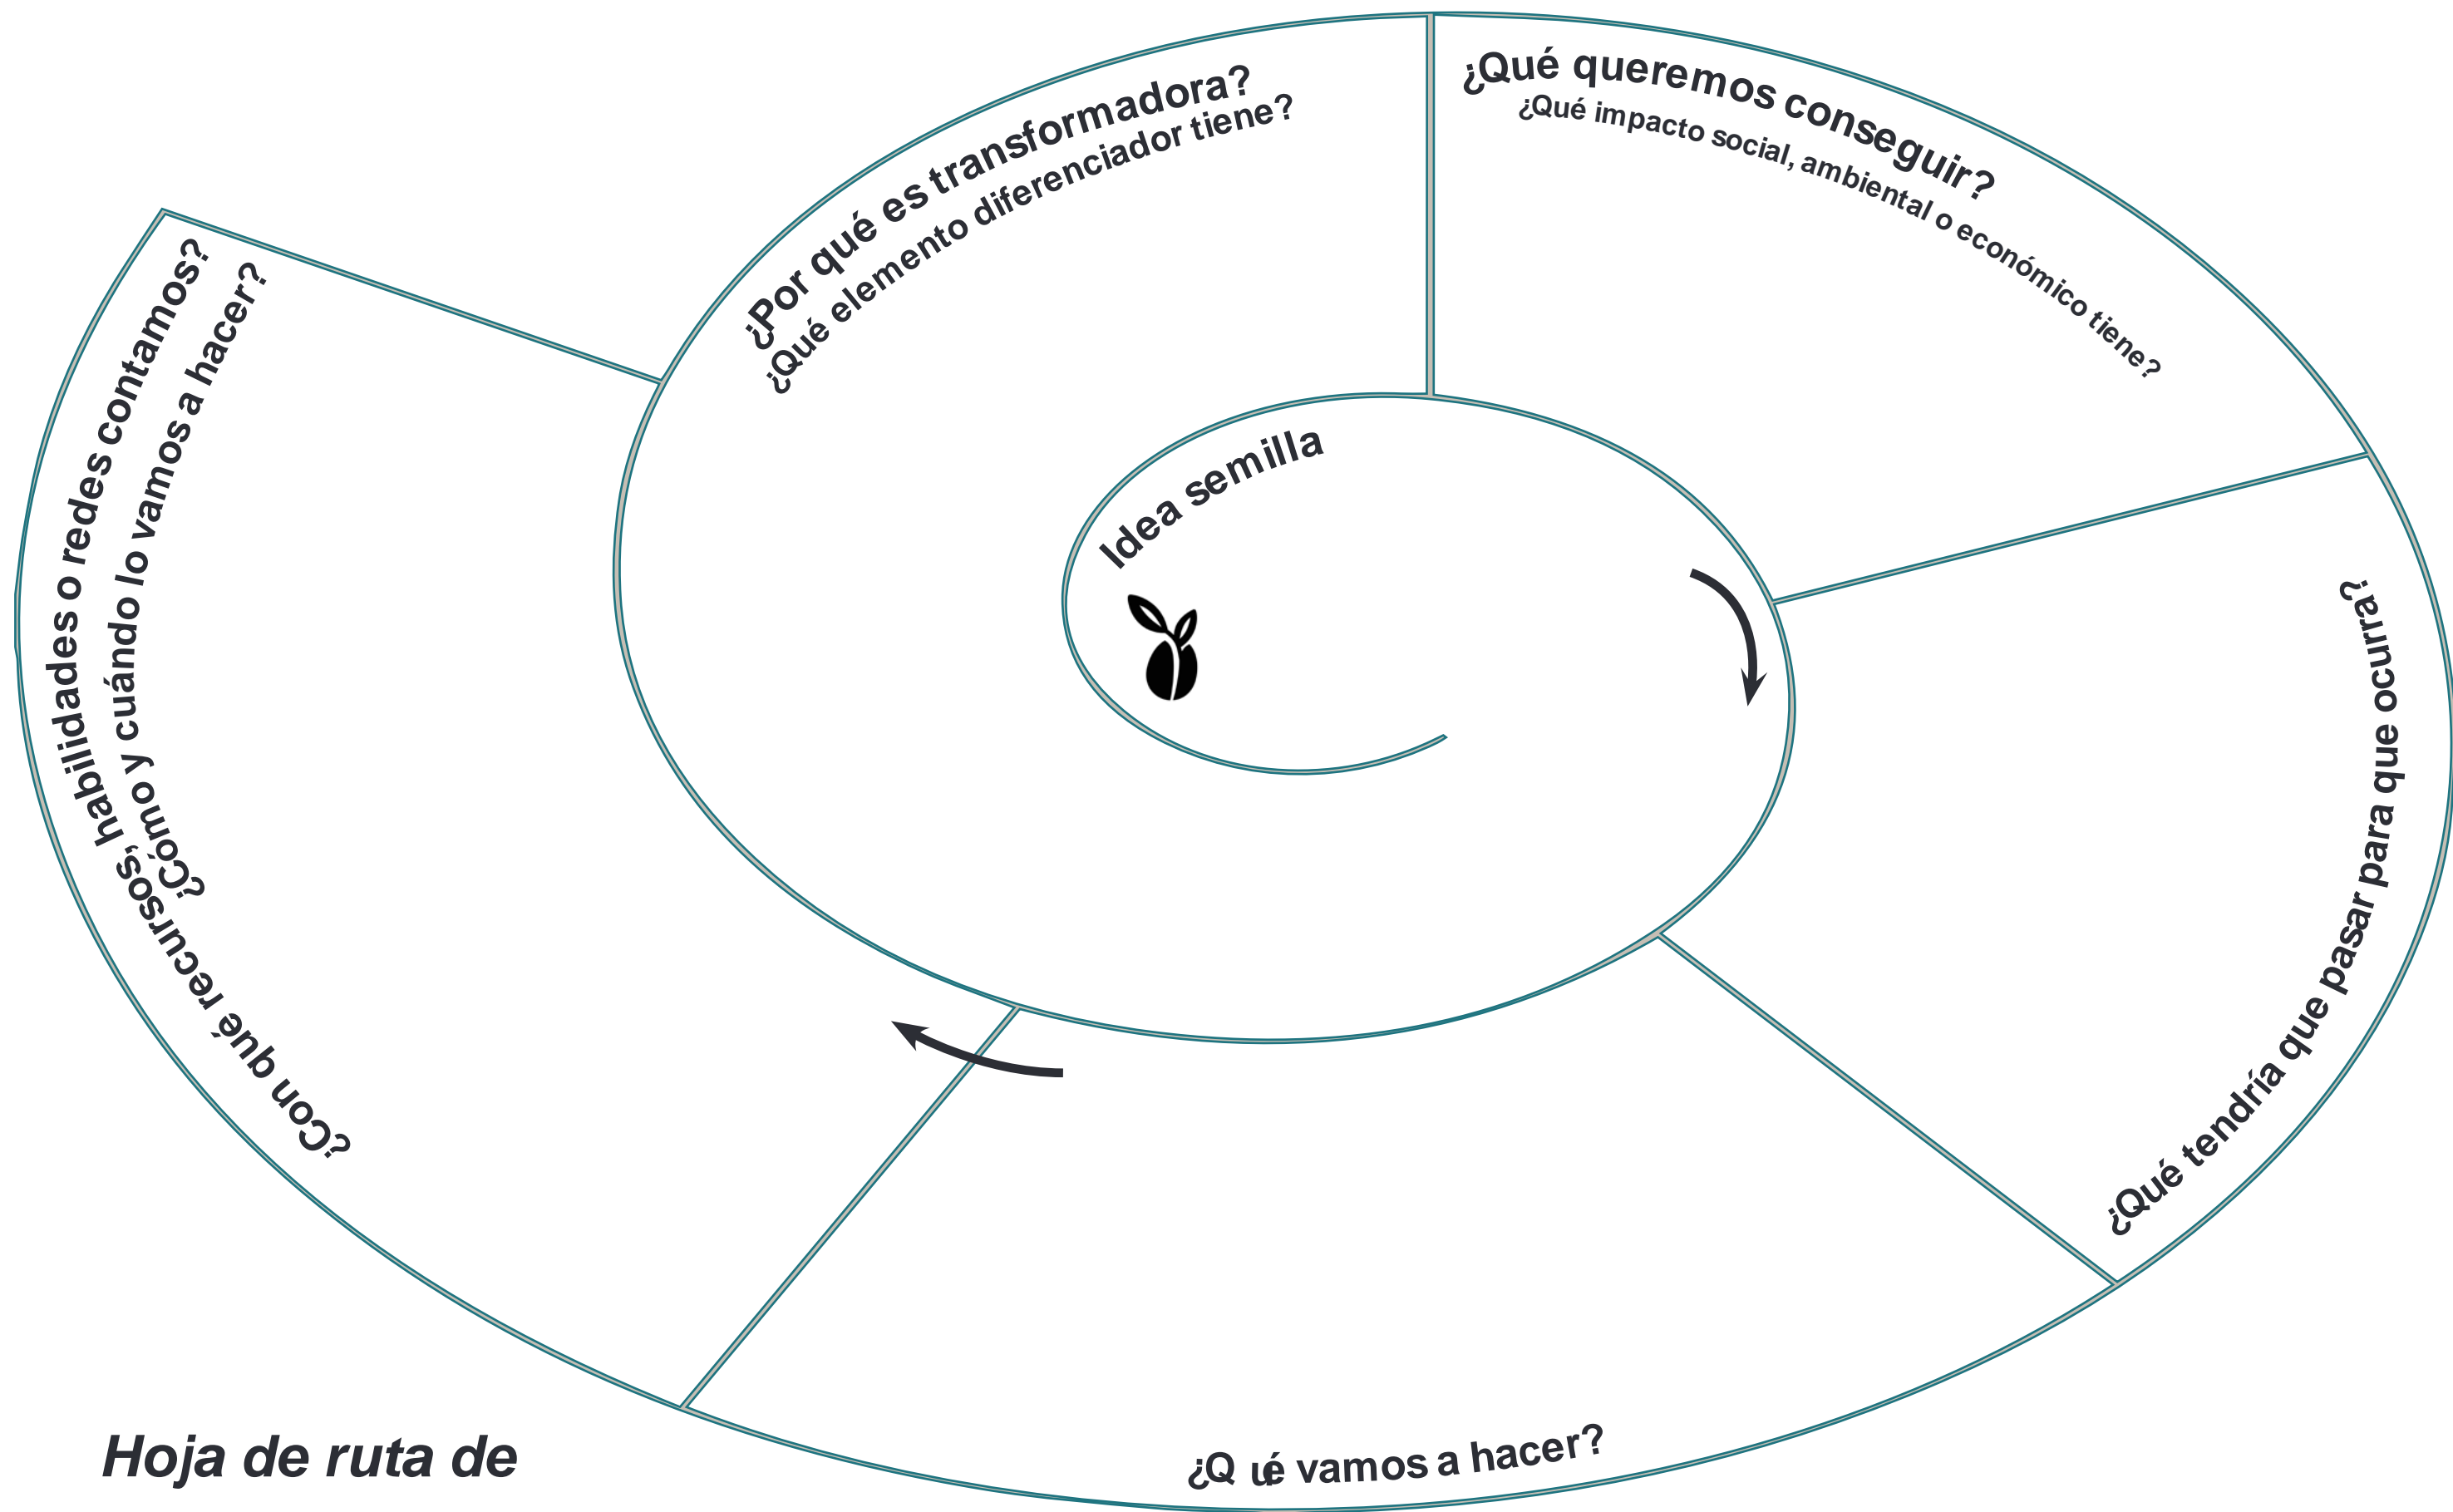 Idea semilla
¿Por qué es transformadora?
¿Qué elemento diferenciador tiene?
¿Qué queremos conseguir?
¿Qué impacto social, ambiental o económico tiene?
¿Qué tendría que pasar para que ocurra?
¿Qué vamos a hacer?
¿Con qué recursos, habilidades o redes contamos?
¿Cómo y cuándo lo vamos a hacer?
Hoja de ruta de